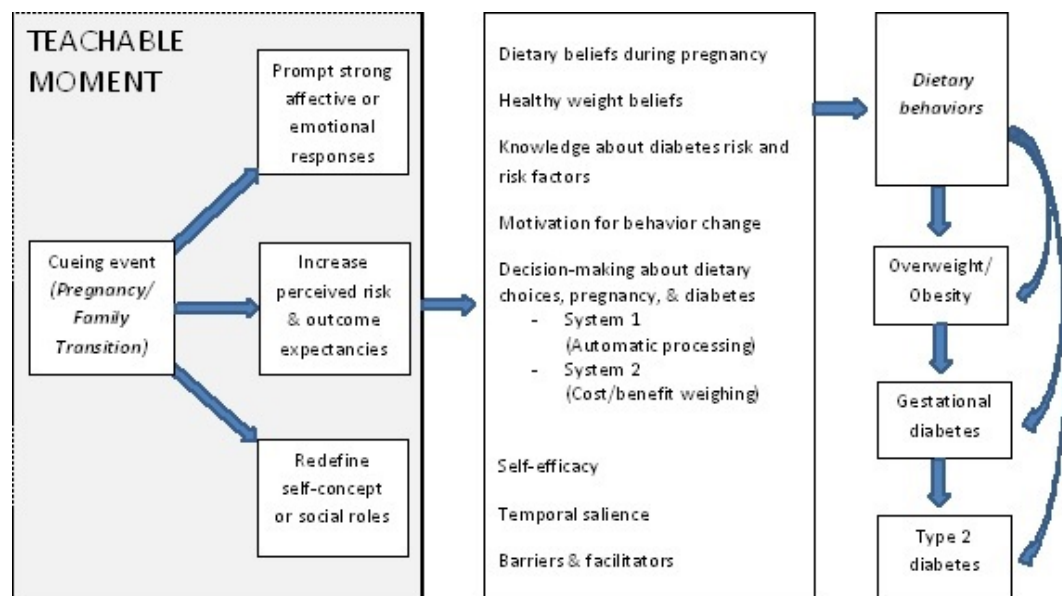 TEACHABLE
MOMENT
Prompt strong
affective or
emotional
responses
Cueing event
(Pregnancy/
Family
Transition)
Increase
perceived risk
& outcome
expectancies
Redefine
self-concept
or social roles
Dietary beliefs during pregnancy
Healthy weight beliefs
Knowledge about diabetes risk and
risk factors
Motivation for behavior change
Decision-making about dietary
choices, pregnancy, & diabetes
- System 1
(Automatic processing)
- System 2
(Cost/benefit weighing)
Self-efficacy
Temporal salience
Barriers & facilitators
Dietary
behaviors
Overweight/
Obesity
Gestational
diabetes
Type 2
diabetes